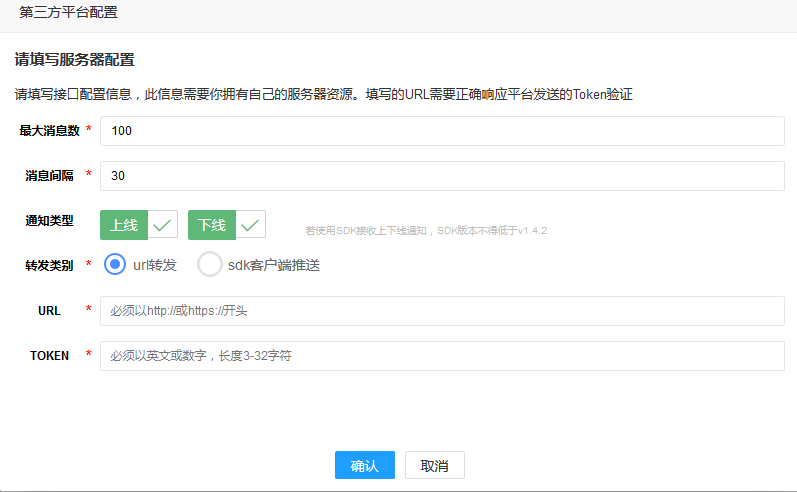 第三方平台配置
请填写服务器配置
请填写接口配置信息，此信息需要你拥有自己的服务器资源。填写的URL需要正确响应平台发送的Token验证
最大消息数 * 100
消息间隔 * 30
通知类型 上线 下线 若使用SDK接收上下线通知，SDK版本不得低于v1.4.2
转发类别 * url转发 sdk客户端推送
URL * 必须以http://或https://开头
TOKEN * 必须以英文或数字，长度3-32字符
确认 取消